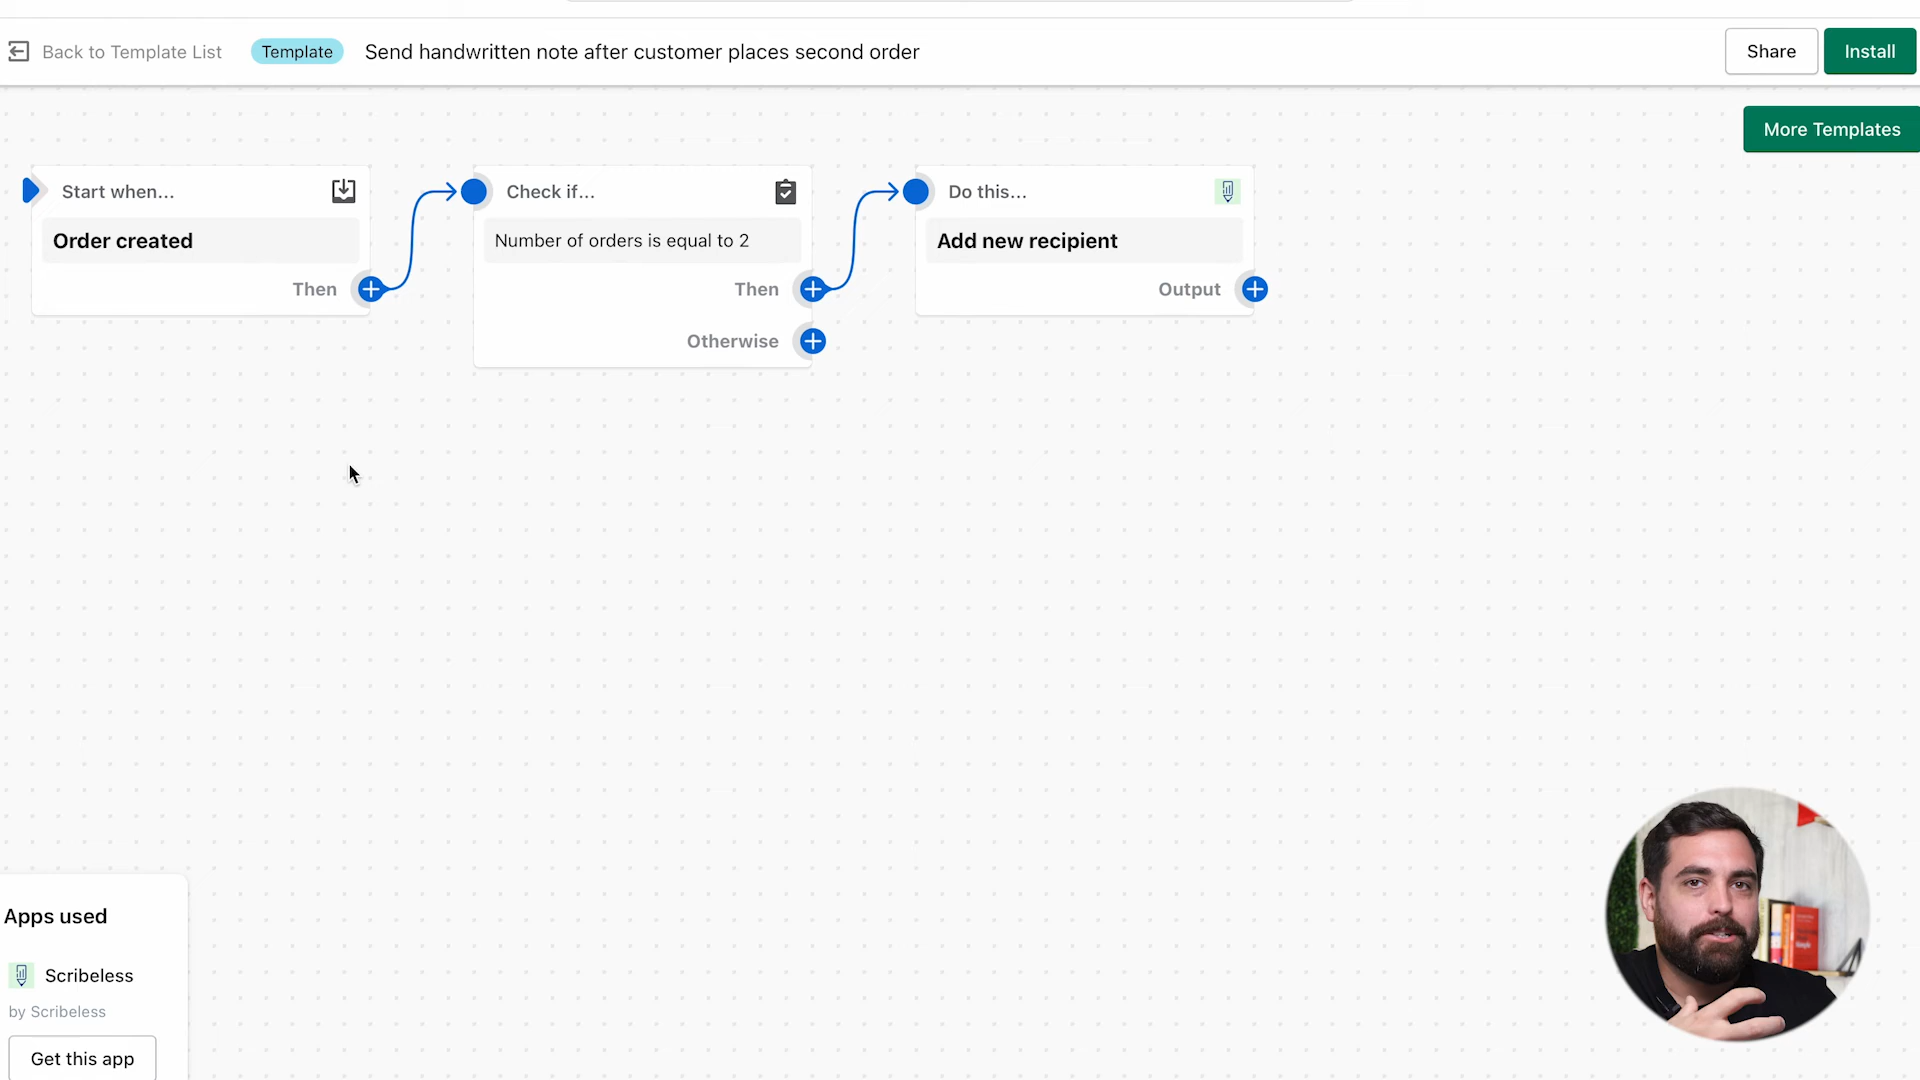 Back to Template List
Template
Send handwritten note after customer places second order
Share
Install
More Templates
Start when...
Order created
Then
Check if...
Number of orders is equal to 2
Then
Otherwise
Do this...
Add new recipient
Output
Apps used
Scribeless
by Scribeless
Get this app